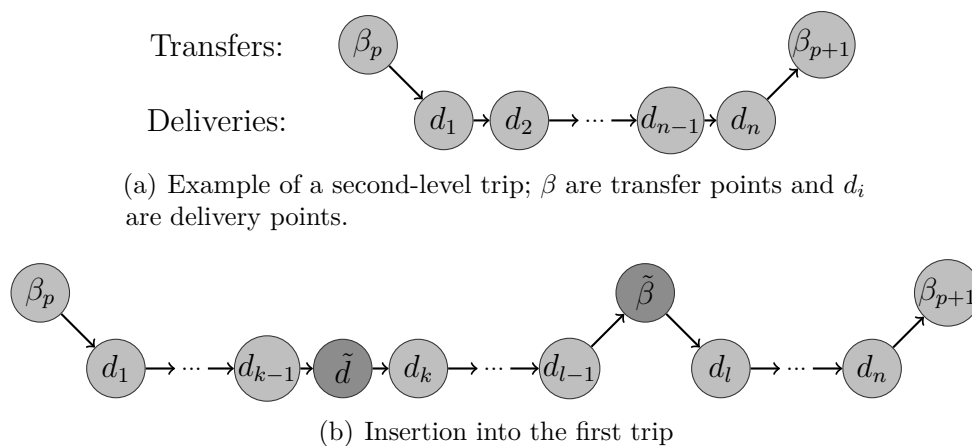 Transfers: β_p β_{p+1}
Deliveries: d_1 d_2 ... d_{n−1} d_n
(a) Example of a second-level trip; β are transfer points and d_i
are delivery points.
β_p β̃ β_{p+1}
d_1 ... d_{k−1} d̃ d_k ... d_{l−1} d_l ... d_n
(b) Insertion into the first trip